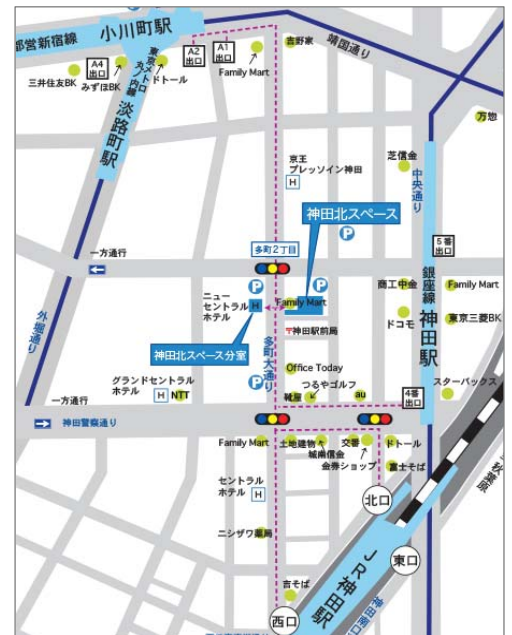 小川町駅
都営新宿線
A4
出口
三井住友BK
みずほBK
東京メトロ
丸ノ内線
ドトール
A2
出口
A1
出口
Family Mart
吉野家
靖国通り
淡路町駅
万惣
芝信金
中央通り
京王
プレッソイン神田
H
神田北スペース
P
5番
出口
多町2丁目
一方通行
銀座線
神田駅
外堀通り
P
P
ニュー
セントラル
ホテル
H
Family Mart
商工中金
Family Mart
〒神田駅前局
ドコモ
東京三菱BK
神田北スペース分室
多町大通り
Office Today
P
グランドセントラル
ホテル
H
NTT
つるやゴルフ
靴屋
au
4番
出口
スターバックス
一方通行
神田警察通り
Family Mart
土地建物
城南信金
交番
金券ショップ
ドトール
富士そば
秋葉原
セントラル
ホテル
H
北口
ニシザワ薬局
JR神田駅
東口
吉そば
西口
神田南口